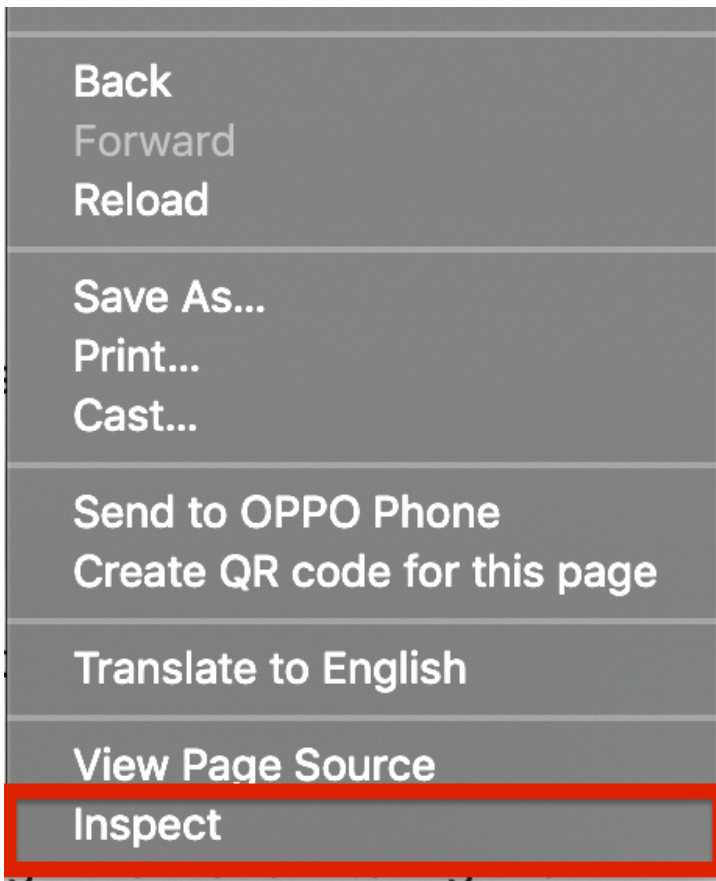 Back
Forward
Reload
Save As...
Print...
Cast...
Send to OPPO Phone
Create QR code for this page
Translate to English
View Page Source
Inspect